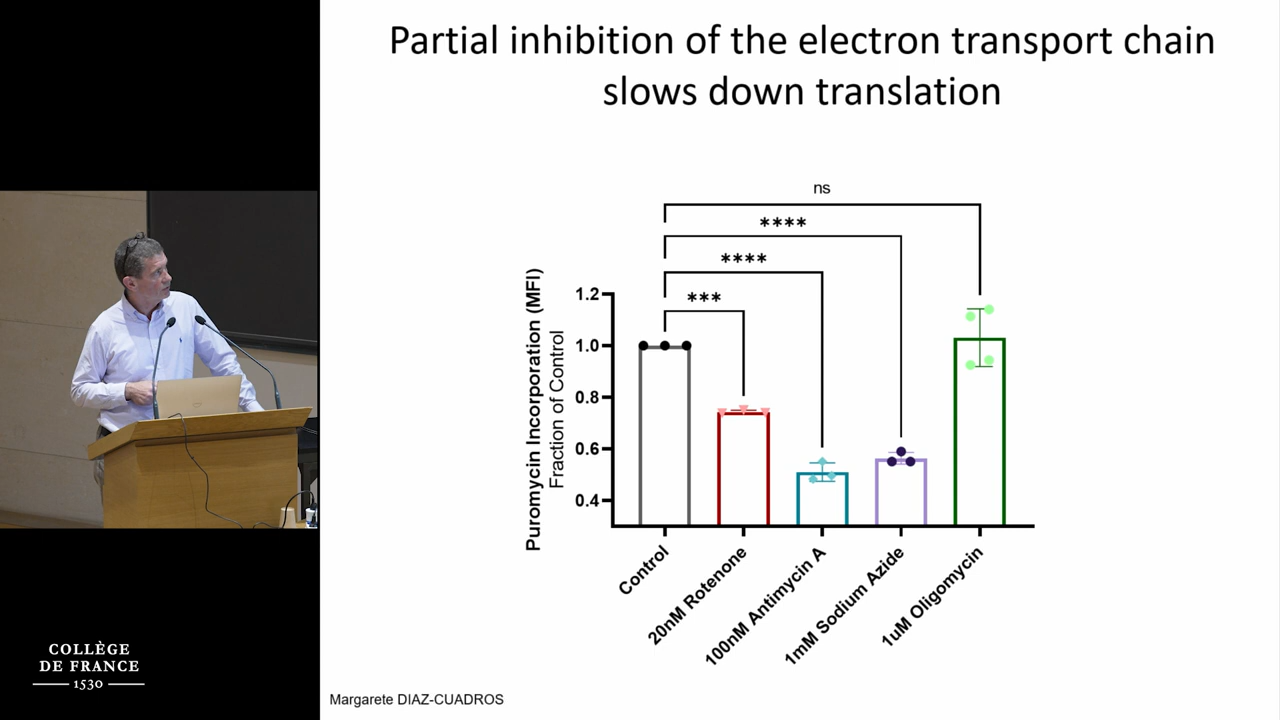 Partial inhibition of the electron transport chain
slows down translation
ns
****
****
***
Puromycin Incorporation (MFI)
Fraction of Control
1.2
1.0
0.8
0.6
0.4
Control
20nM Rotenone
100nM Antimycin A
1mM Sodium Azide
1uM Oligomycin
COLLÈGE
DE FRANCE
1530
Margarete DIAZ-CUADROS